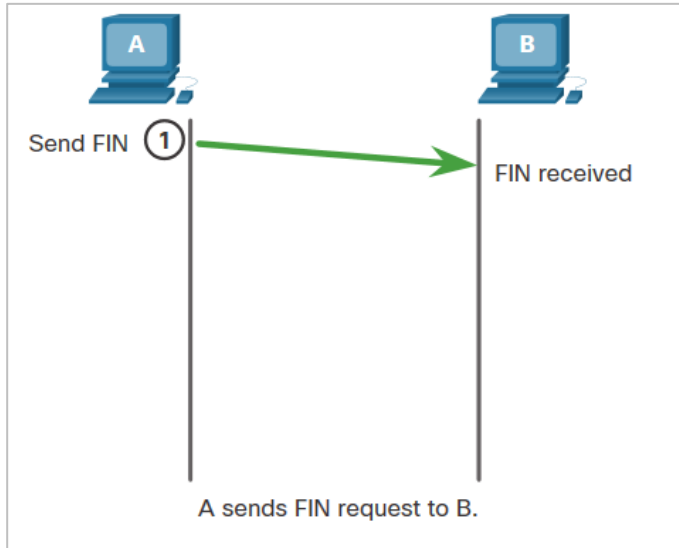 A
B
Send FIN 1
FIN received
A sends FIN request to B.